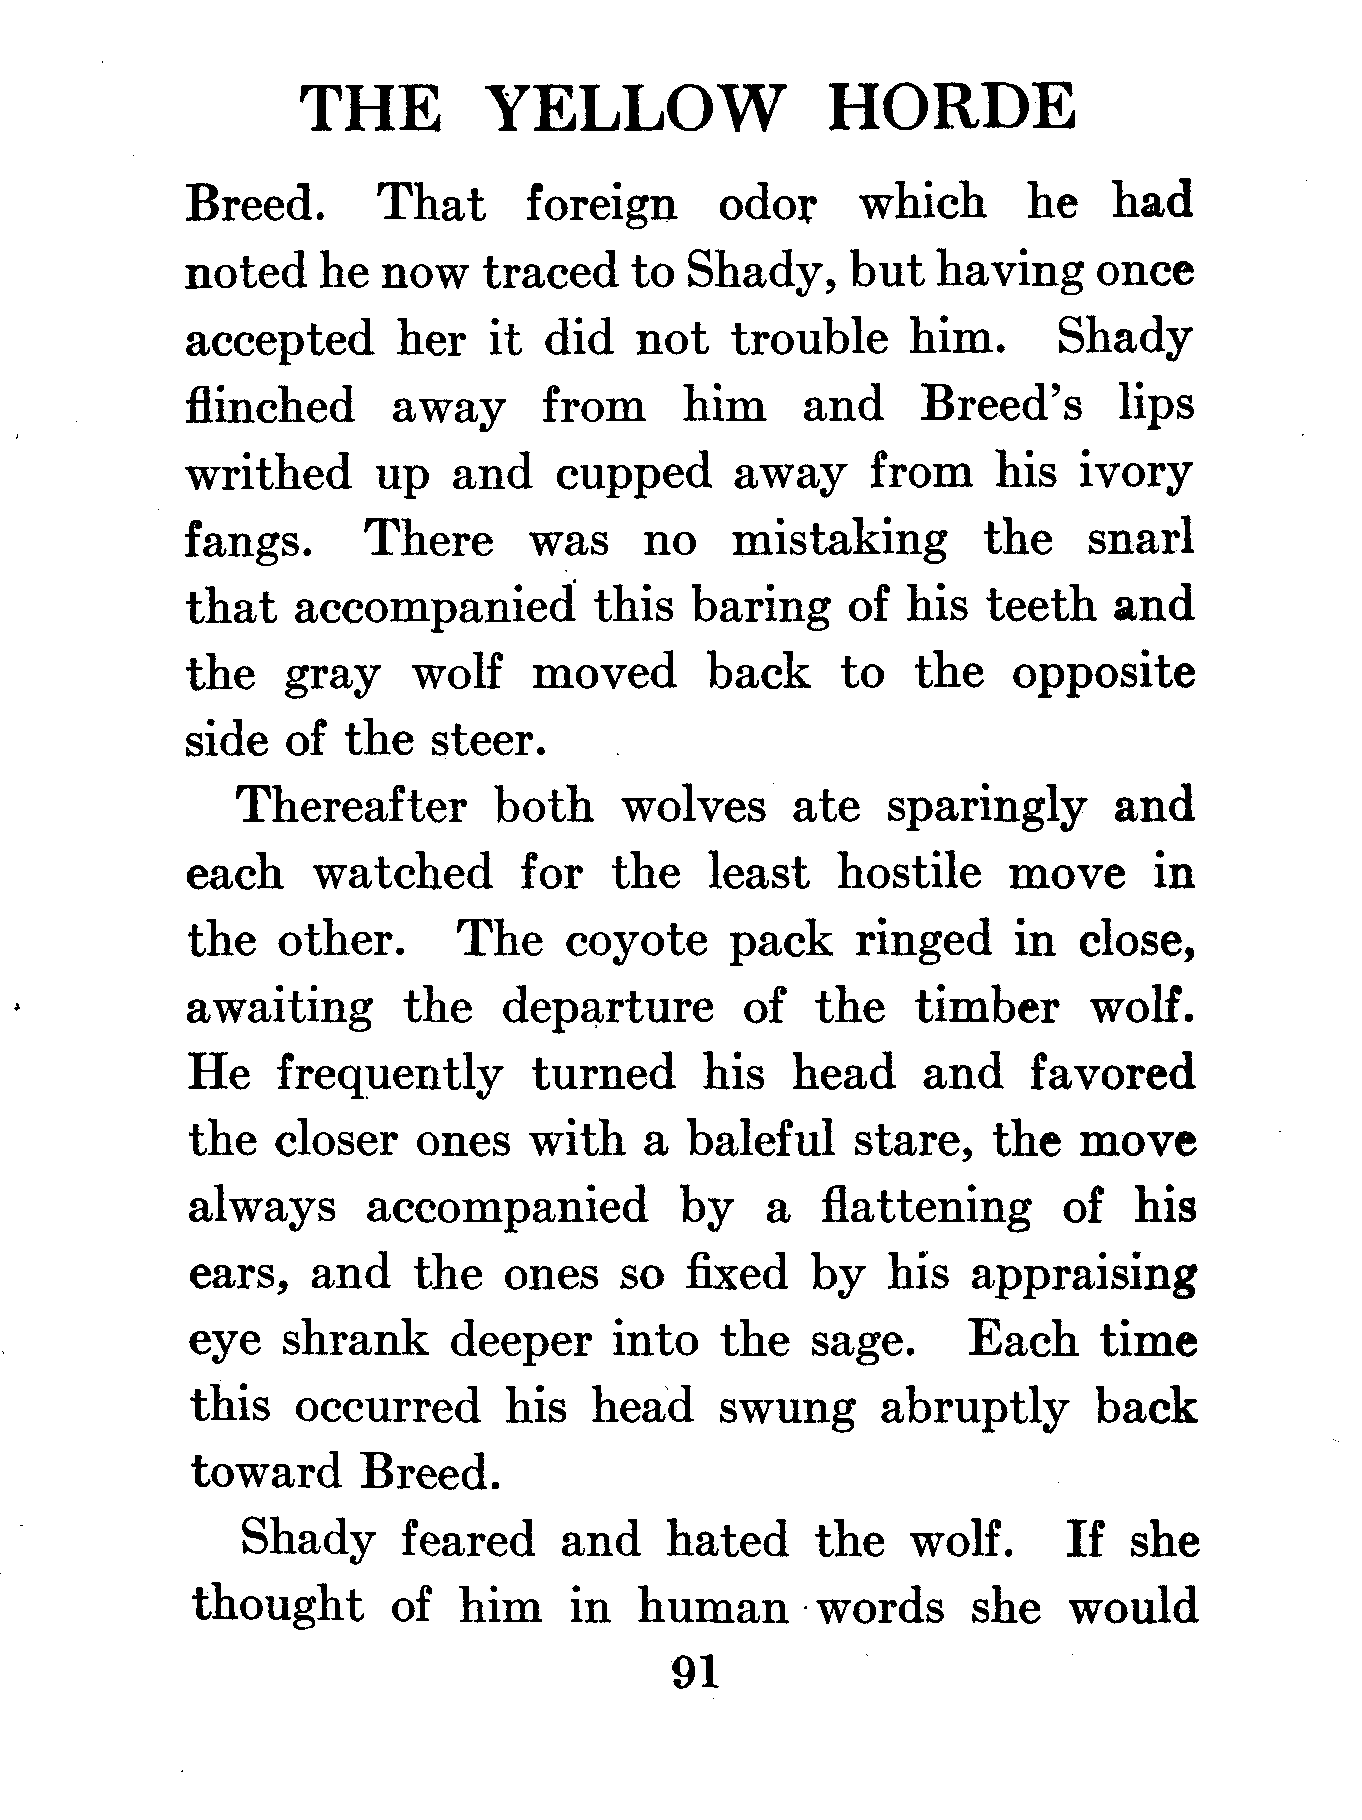 THE YELLOW HORDE
Breed. That foreign odor which he had
noted he now traced to Shady, but having once
accepted her it did not trouble him. Shady
flinched away from him and Breed's lips
writhed up and cupped away from his ivory
fangs. There was no mistaking the snarl
that accompanied this baring of his teeth and
the gray wolf moved back to the opposite
side of the steer.
Thereafter both wolves ate sparingly and
each watched for the least hostile move in
the other. The coyote pack ringed in close,
awaiting the departure of the timber wolf.
He frequently turned his head and favored
the closer ones with a baleful stare, the move
always accompanied by a flattening of his
ears, and the ones so fixed by his appraising
eye shrank deeper into the sage. Each time
this occurred his head swung abruptly back
toward Breed.
Shady feared and hated the wolf. If she
thought of him in human words she would
91